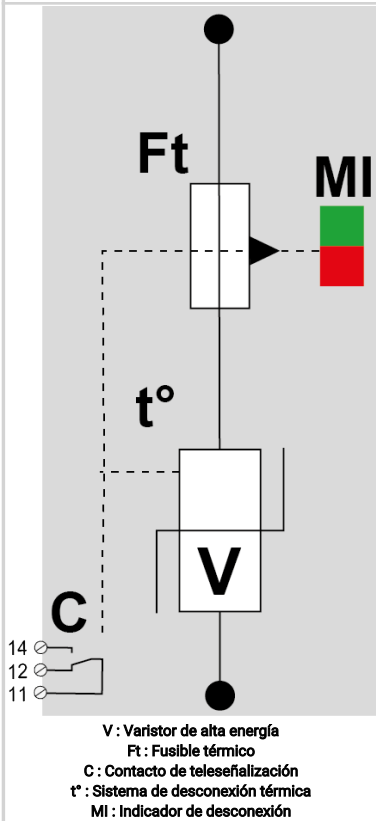 Ft
MI
t°
V
C
14
12
11
V : Varistor de alta energía
Ft : Fusible térmico
C : Contacto de teleseñalización
t° : Sistema de desconexión térmica
MI : Indicador de desconexión